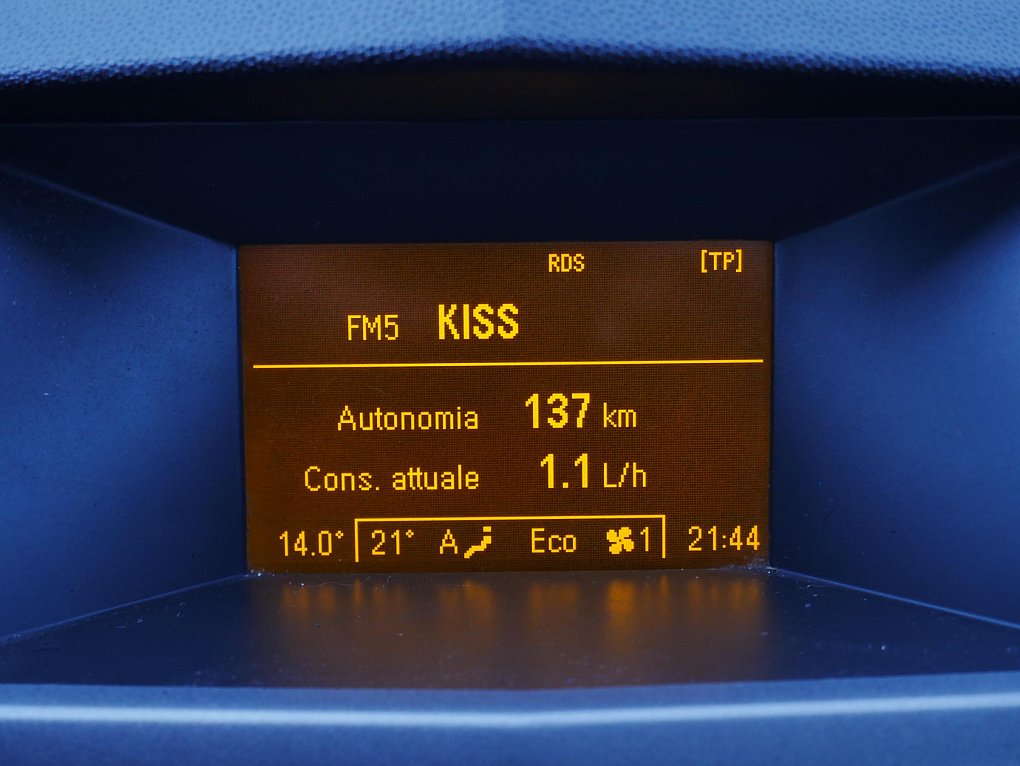 RDS [TP]
FM5 KISS
Autonomia 137 km
Cons. attuale 1.1 L/h
14.0° 21° A Eco 1 21:44